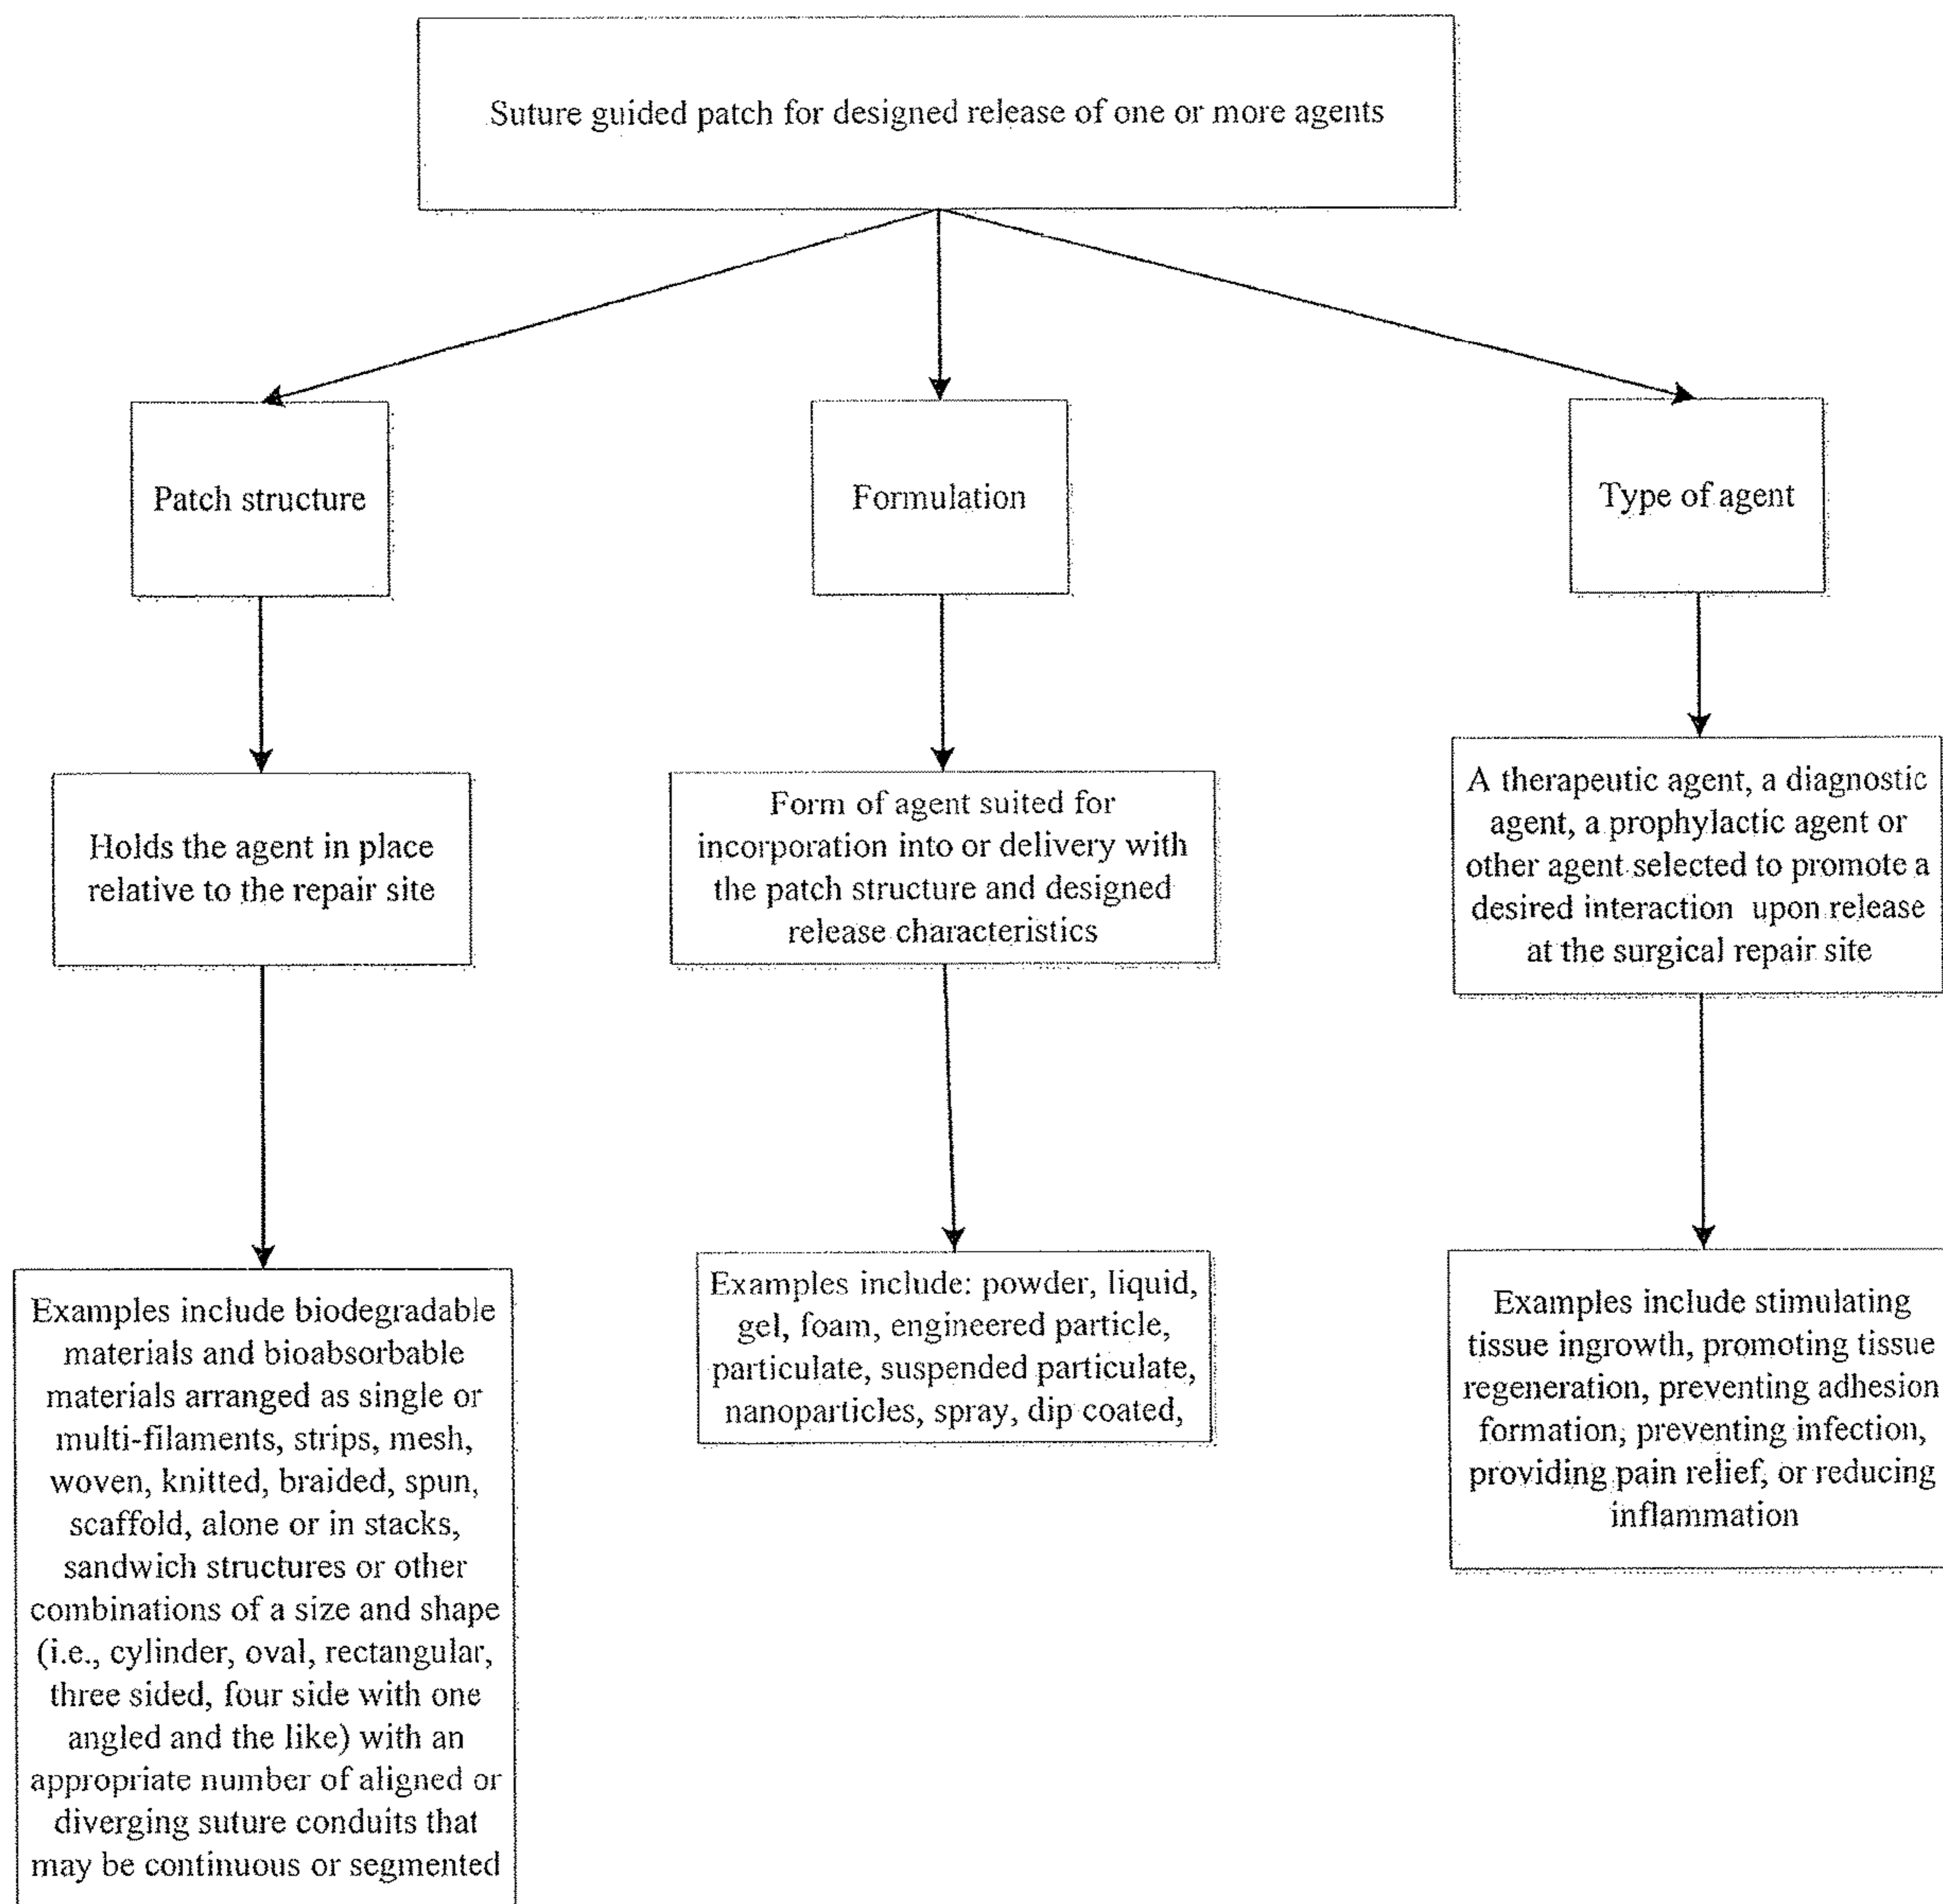 Suture guided patch for designed release of one or more agents
Patch structure
Formulation
Type of agent
Holds the agent in place
relative to the repair site
Form of agent suited for
incorporation into or delivery with
the patch structure and designed
release characteristics
A therapeutic agent, a diagnostic
agent, a prophylactic agent or
other agent selected to promote a
desired interaction upon release
at the surgical repair site
Examples include biodegradable
materials and bioabsorbable
materials arranged as single or
multi-filaments, strips, mesh,
woven, knitted, braided, spun,
scaffold, alone or in stacks,
sandwich structures or other
combinations of a size and shape
(i.e., cylinder, oval, rectangular,
three sided, four side with one
angled and the like) with an
appropriate number of aligned or
diverging suture conduits that
may be continuous or segmented
Examples include: powder, liquid,
gel, foam, engineered particle,
particulate, suspended particulate,
nanoparticles, spray, dip coated,
Examples include stimulating
tissue ingrowth, promoting tissue
regeneration, preventing adhesion
formation, preventing infection,
providing pain relief, or reducing
inflammation